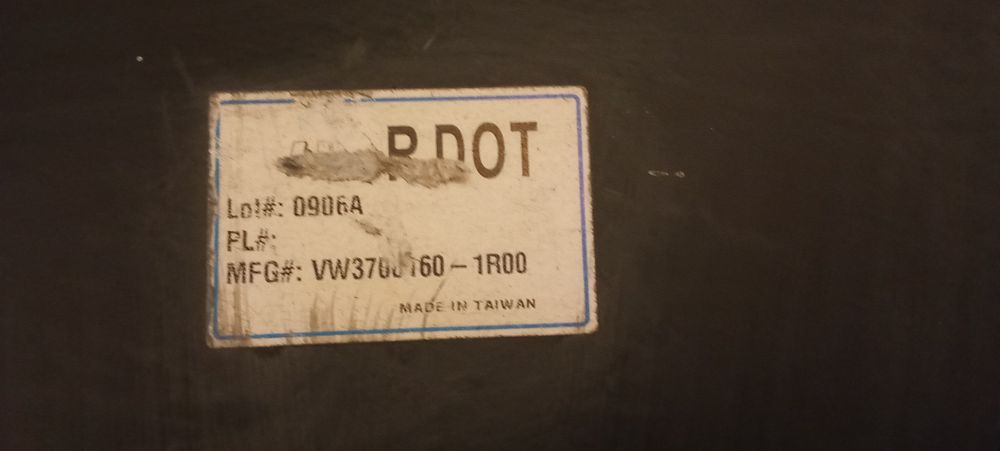 DOT
Lot#: 0906A
PL#:
MFG#: – 1R00
MADE IN TAIWAN